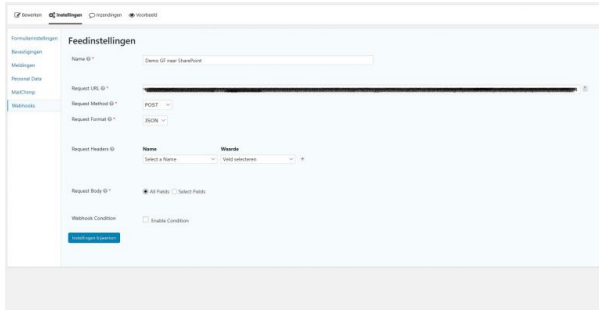 Bewerken Instellingen Inzendingen Voorbeeld
Formulierinstellingen
Bevestigingen
Meldingen
Personal Data
MailChimp
Webhooks
Feedinstellingen
Name *
Demo GF naar SharePoint
Request URL *
Request Method *
POST
Request Format *
JSON
Request Headers
Name Waarde
Select a Name Veld selecteren +
Request Body *
All Fields Select Fields
Webhook Condition
Enable Condition
Instellingen bijwerken